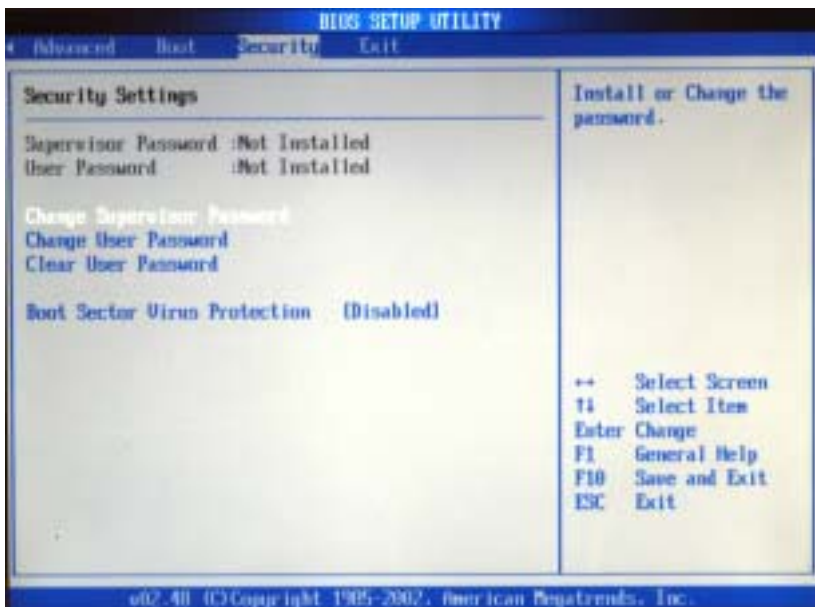 BIOS SETUP UTILITY
Advanced Boot Security Exit
Security Settings
Supervisor Password :Not Installed
User Password :Not Installed
Change Supervisor Password
Change User Password
Clear User Password
Boot Sector Virus Protection [Disabled]
Install or Change the
password.
↔ Select Screen
↑↓ Select Item
Enter Change
F1 General Help
F10 Save and Exit
ESC Exit
v02.40 (C)Copyright 1985-2002, American Megatrends, Inc.